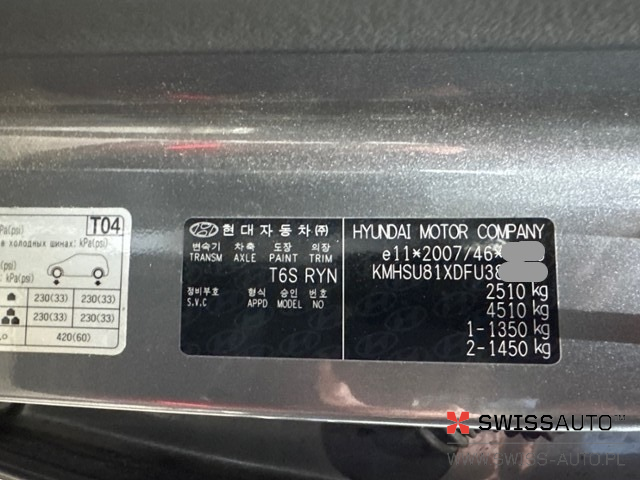 kPa(psi)
в холодных шинах: kPa(psi)
T04
kPa(psi)
230(33) 230(33)
230(33) 230(33)
420(60)
현대자동차㈜
변속기 차축 도장 의장
TRANSM AXLE PAINT TRIM
T6S RYN
정비부호 형식 승인 번호
S.V.C APPD MODEL NO
HYUNDAI MOTOR COMPANY
e11*2007/46*
KMHSU81XDFU38
2510 kg
4510 kg
1-1350 kg
2-1450 kg
SWISSAUTO™
WWW.SWISS-AUTO.PL